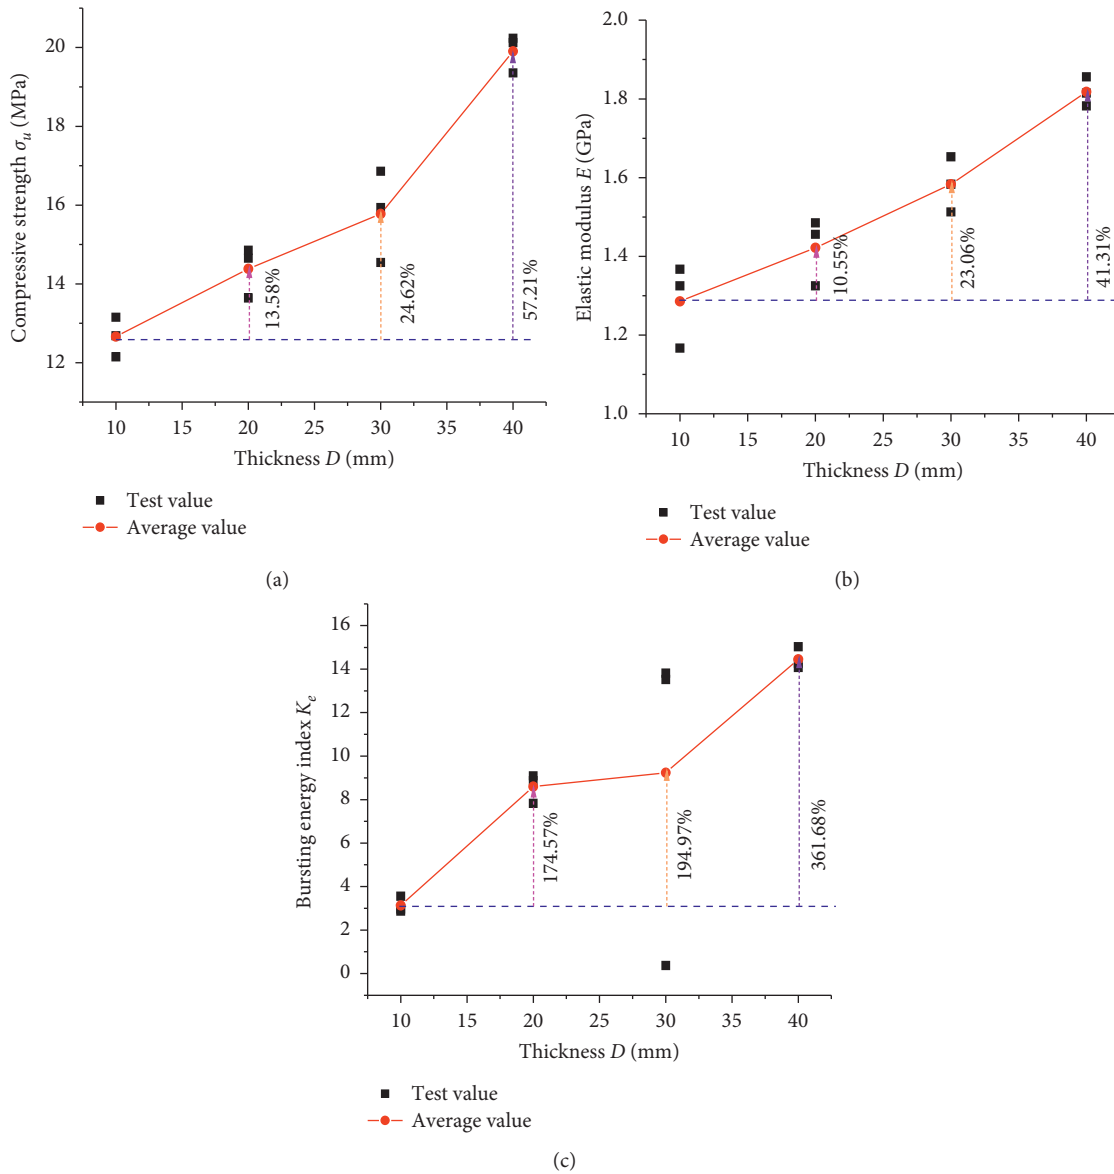 20
18
16
14
12
Compressive strength σu (MPa)
13.58%
24.62%
57.21%
10 15 20 25 30 35 40
Thickness D (mm)
Test value
Average value
(a)
2.0
1.8
1.6
1.4
1.2
1.0
Elastic modulus E (GPa)
10.55%
23.06%
41.31%
10 15 20 25 30 35 40
Thickness D (mm)
Test value
Average value
(b)
16
14
12
10
8
6
4
2
0
Bursting energy index Ke
174.57%
194.97%
361.68%
10 15 20 25 30 35 40
Thickness D (mm)
Test value
Average value
(c)